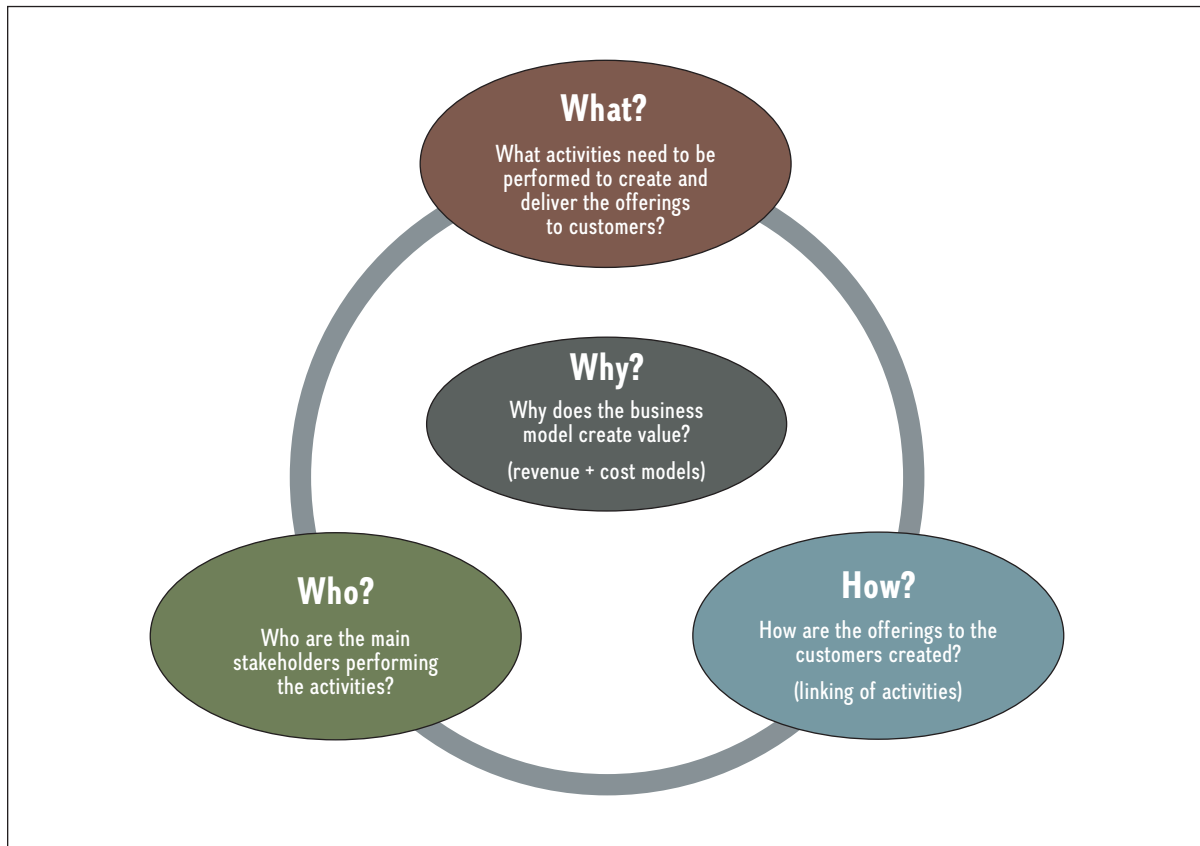 What?
What activities need to be
performed to create and
deliver the offerings
to customers?
Why?
Why does the business
model create value?
(revenue + cost models)
Who?
Who are the main
stakeholders performing
the activities?
How?
How are the offerings to the
customers created?
(linking of activities)